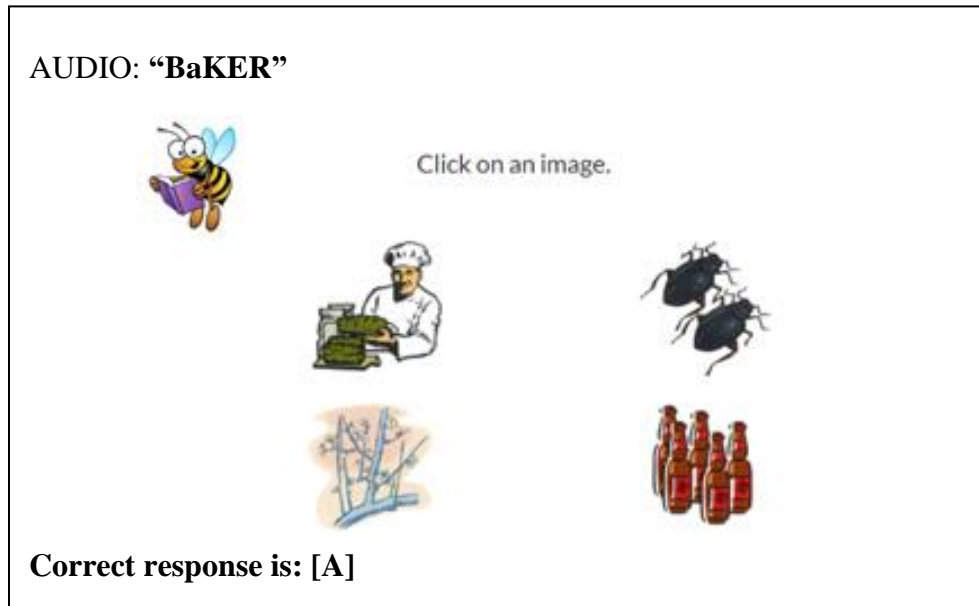 AUDIO: “BaKER”
Click on an image.
Correct response is: [A]